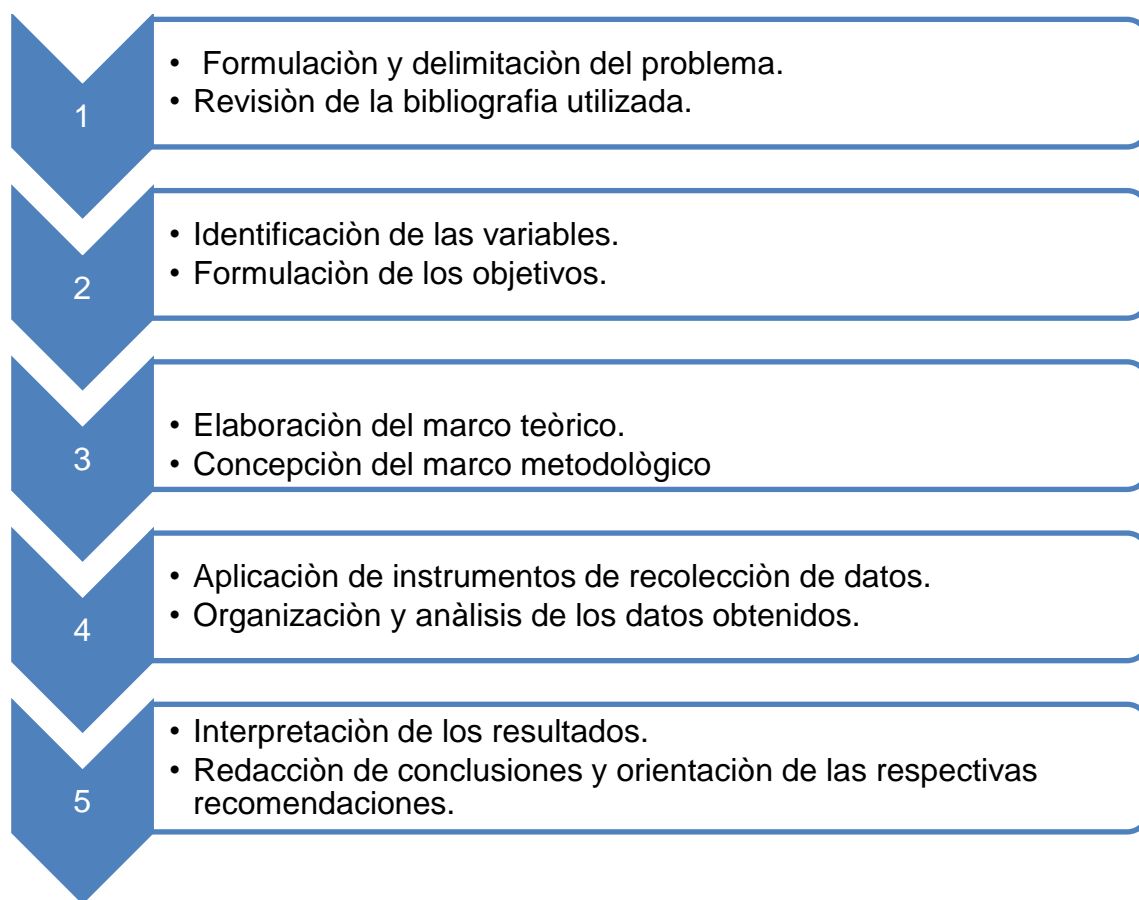 1
• Formulaciòn y delimitaciòn del problema.
• Revisiòn de la bibliografia utilizada.
2
• Identificaciòn de las variables.
• Formulaciòn de los objetivos.
3
• Elaboraciòn del marco teòrico.
• Concepciòn del marco metodològico
4
• Aplicaciòn de instrumentos de recolecciòn de datos.
• Organizaciòn y anàlisis de los datos obtenidos.
5
• Interpretaciòn de los resultados.
• Redacciòn de conclusiones y orientaciòn de las respectivas
recomendaciones.